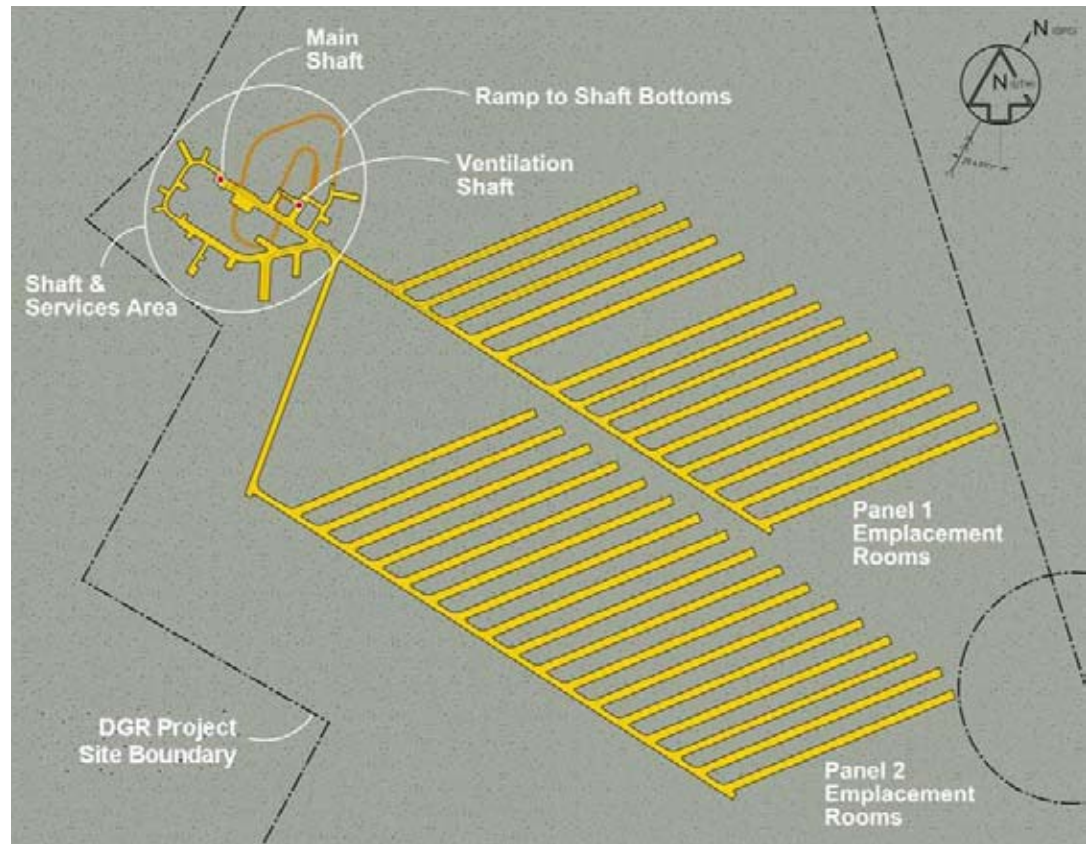 Main
Shaft
Ramp to Shaft Bottoms
Ventilation
Shaft
Shaft &
Services Area
N
N
Panel 1
Emplacement
Rooms
DGR Project
Site Boundary
Panel 2
Emplacement
Rooms